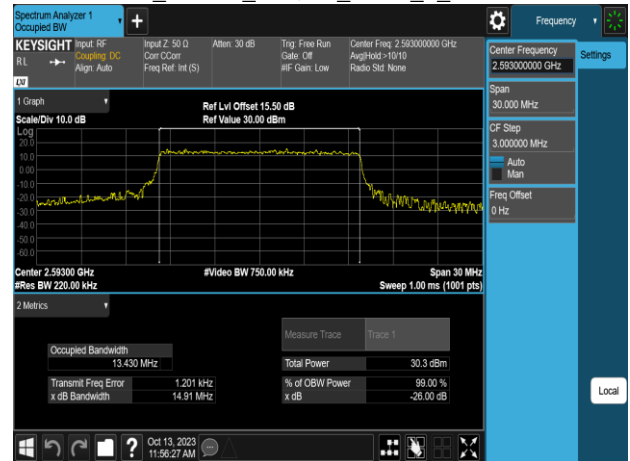 Spectrum Analyzer 1
Occupied BW
Frequency
KEYSIGHT
RL
LXI
Input: RF
Coupling: DC
Align: Auto
Input Z: 50 Ω
Corr CCorr
Freq Ref: Int (S)
Atten: 30 dB
Trig: Free Run
Gate: Off
#IF Gain: Low
Center Freq: 2.593000000 GHz
Avg|Hold:>10/10
Radio Std: None
Center Frequency
2.593000000 GHz
Settings
Span
30.000 MHz
CF Step
3.000000 MHz
Auto
Man
Freq Offset
0 Hz
1 Graph
Scale/Div 10.0 dB
Ref Lvl Offset 15.50 dB
Ref Value 30.00 dBm
Log
20.0
10.0
0.00
-10.0
-20.0
-30.0
-40.0
-50.0
-60.0
Center 2.59300 GHz
#Video BW 750.00 kHz
Span 30 MHz
#Res BW 220.00 kHz
Sweep 1.00 ms (1001 pts)
2 Metrics
Measure Trace
Trace 1
Occupied Bandwidth
13.430 MHz
Total Power
30.3 dBm
Transmit Freq Error
1.201 kHz
% of OBW Power
99.00 %
x dB Bandwidth
14.91 MHz
x dB
-26.00 dB
Local
?
Oct 13, 2023
11:56:27 AM